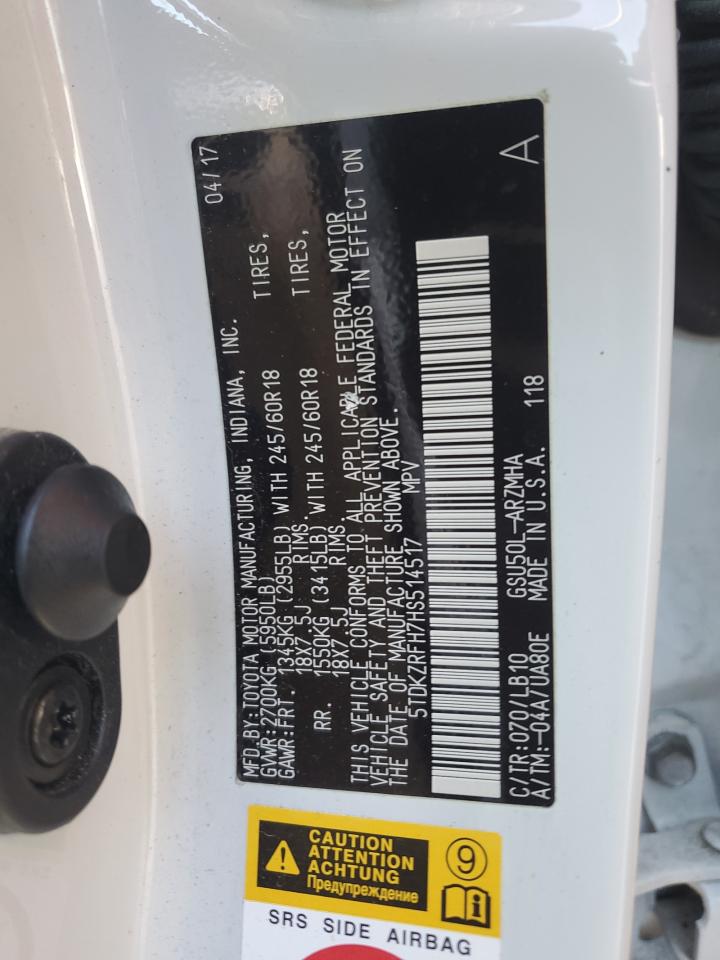 MFD.BY:TOYOTA MOTOR MANUFACTURING, INDIANA, INC. 04/17
GVWR:2700KG (5950LB)
GAWR:FRT. 1345KG (2955LB) WITH 245/60R18 TIRES,
18X7.5J RIMS.
RR. 1550KG (3415LB) WITH 245/60R18 TIRES,
18X7.5J RIMS.
THIS VEHICLE CONFORMS TO ALL APPLICABLE FEDERAL MOTOR
VEHICLE SAFETY AND THEFT PREVENTION STANDARDS IN EFFECT ON
THE DATE OF MANUFACTURE SHOWN ABOVE.
5TDKZRFH7HS514517 MPV
C/TR:070/LB10 GSU50L-ARZMHA A
A/TM:-04A/UA80E MADE IN U.S.A. 118
CAUTION
ATTENTION
ACHTUNG
Предупреждение
9
i
SRS SIDE AIRBAG